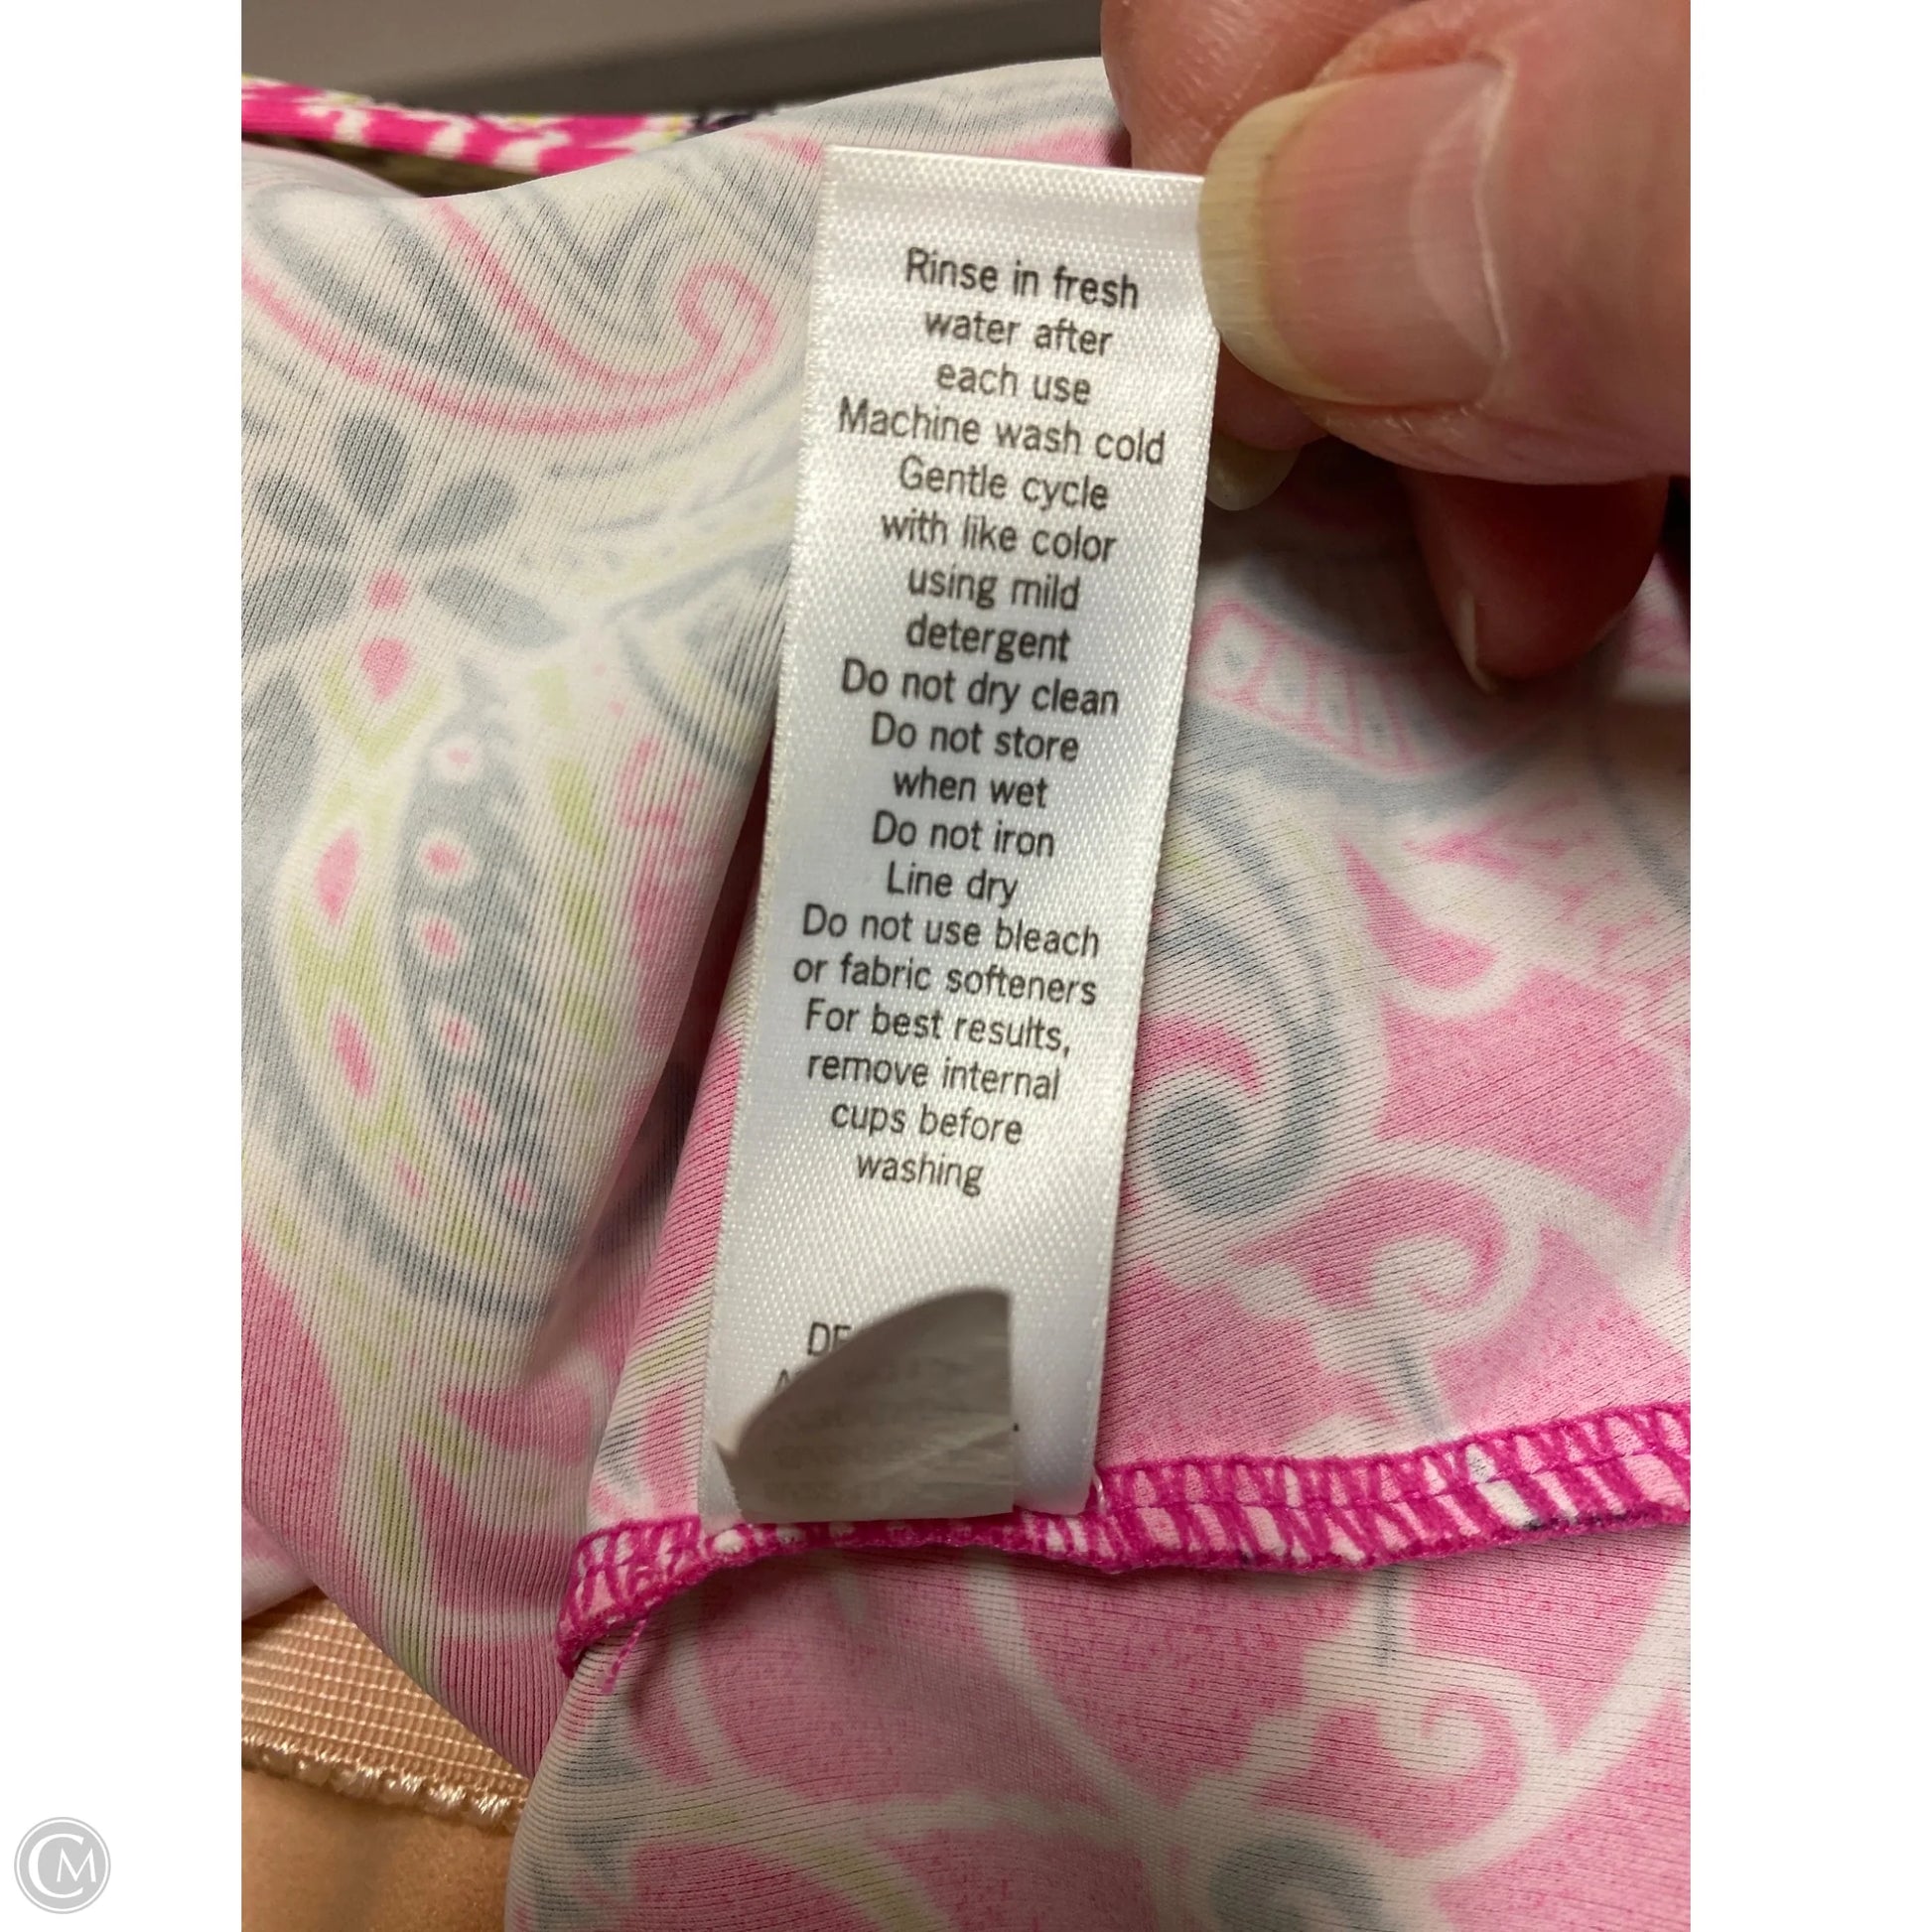 Rinse in fresh
water after
each use
Machine wash cold
Gentle cycle
with like color
using mild
detergent
Do not dry clean
Do not store
when wet
Do not iron
Line dry
Do not use bleach
or fabric softeners
For best results,
remove internal
cups before
washing
CM